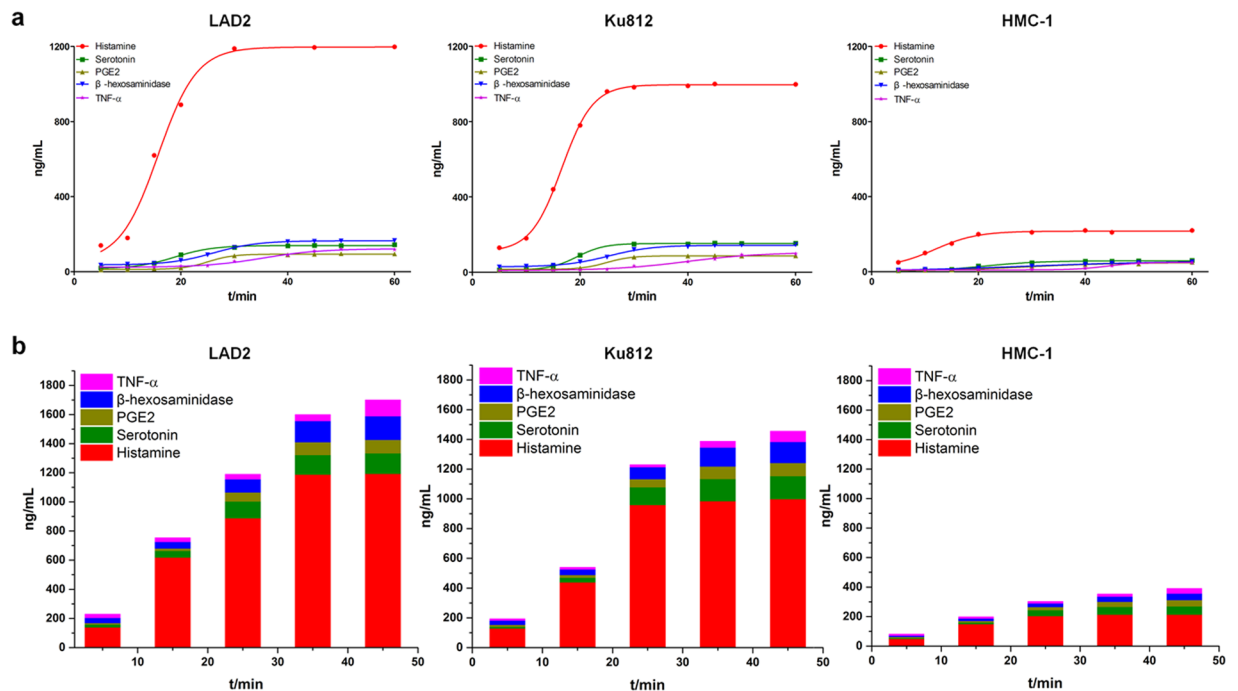 a
LAD2
Ku812
HMC-1
1200
800
400
0
ng/mL
Histamine
Serotonin
PGE2
β -hexosaminidase
TNF-α
0
20
40
60
t/min
1200
800
400
0
ng/mL
Histamine
Serotonin
PGE2
β -hexosaminidase
TNF-α
0
20
40
60
t/min
1200
800
400
0
ng/mL
Histamine
Serotonin
PGE2
β -hexosaminidase
TNF-α
0
20
40
60
t/min
b
LAD2
Ku812
HMC-1
1800
1600
1400
1200
1000
800
600
400
200
0
ng/mL
TNF-α
β-hexosaminidase
PGE2
Serotonin
Histamine
10
20
30
40
50
t/min
1800
1600
1400
1200
1000
800
600
400
200
0
ng/mL
TNF-α
β-hexosaminidase
PGE2
Serotonin
Histamine
0
10
20
30
40
50
t/min
1800
1600
1400
1200
1000
800
600
400
200
0
ng/mL
TNF-α
β-hexosaminidase
PGE2
Serotonin
Histamine
0
10
20
30
40
50
t/min